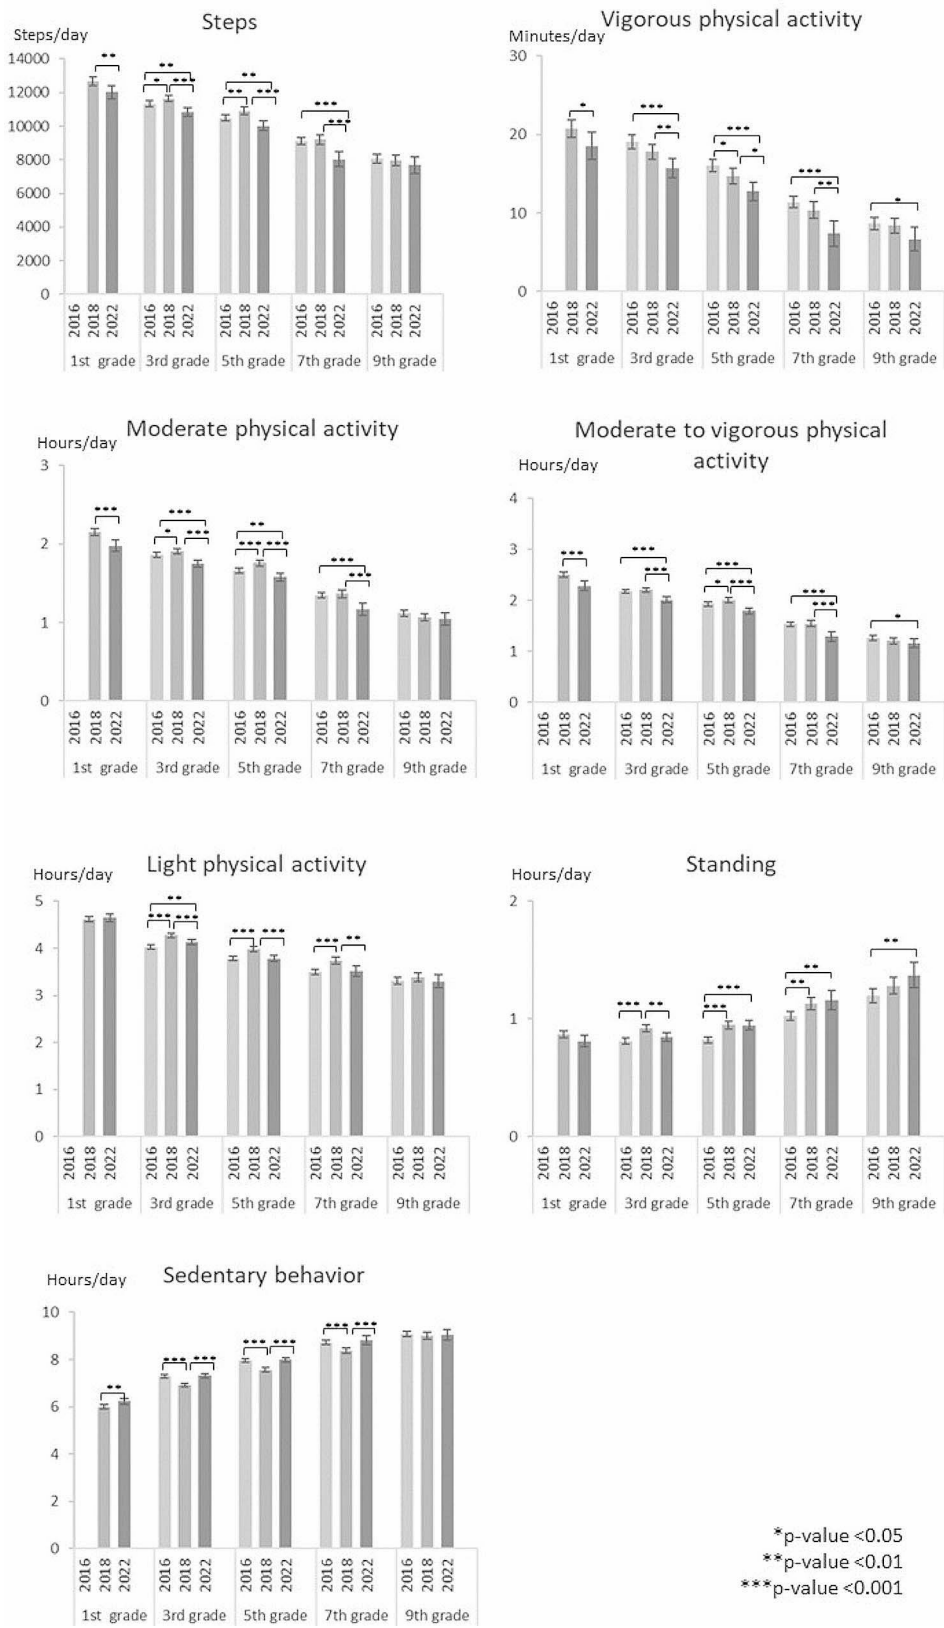 Steps
Steps/day
**
**
*
***
**
**
***
***
***
14000
12000
10000
8000
6000
4000
2000
0
2016 2018 2022 2016 2018 2022 2016 2018 2022 2016 2018 2022 2016 2018 2022
1st grade 3rd grade 5th grade 7th grade 9th grade
Vigorous physical activity
Minutes/day
*
***
**
***
*
*
***
**
*
30
20
10
0
2016 2018 2022 2016 2018 2022 2016 2018 2022 2016 2018 2022 2016 2018 2022
1st grade 3rd grade 5th grade 7th grade 9th grade
Moderate physical activity
Hours/day
***
***
*
***
**
***
***
***
***
3
2
1
0
2016 2018 2022 2016 2018 2022 2016 2018 2022 2016 2018 2022 2016 2018 2022
1st grade 3rd grade 5th grade 7th grade 9th grade
Moderate to vigorous physical
activity
Hours/day
***
***
***
***
*
***
***
***
*
4
3
2
1
0
2016 2018 2022 2016 2018 2022 2016 2018 2022 2016 2018 2022 2016 2018 2022
1st grade 3rd grade 5th grade 7th grade 9th grade
Light physical activity
Hours/day
**
***
***
***
***
***
**
5
4
3
2
1
0
2016 2018 2022 2016 2018 2022 2016 2018 2022 2016 2018 2022 2016 2018 2022
1st grade 3rd grade 5th grade 7th grade 9th grade
Standing
Hours/day
***
**
***
***
**
**
**
2
1
0
2016 2018 2022 2016 2018 2022 2016 2018 2022 2016 2018 2022 2016 2018 2022
1st grade 3rd grade 5th grade 7th grade 9th grade
Sedentary behavior
Hours/day
**
***
***
***
***
***
***
10
8
6
4
2
0
2016 2018 2022 2016 2018 2022 2016 2018 2022 2016 2018 2022 2016 2018 2022
1st grade 3rd grade 5th grade 7th grade 9th grade
*p-value <0.05
**p-value <0.01
***p-value <0.001